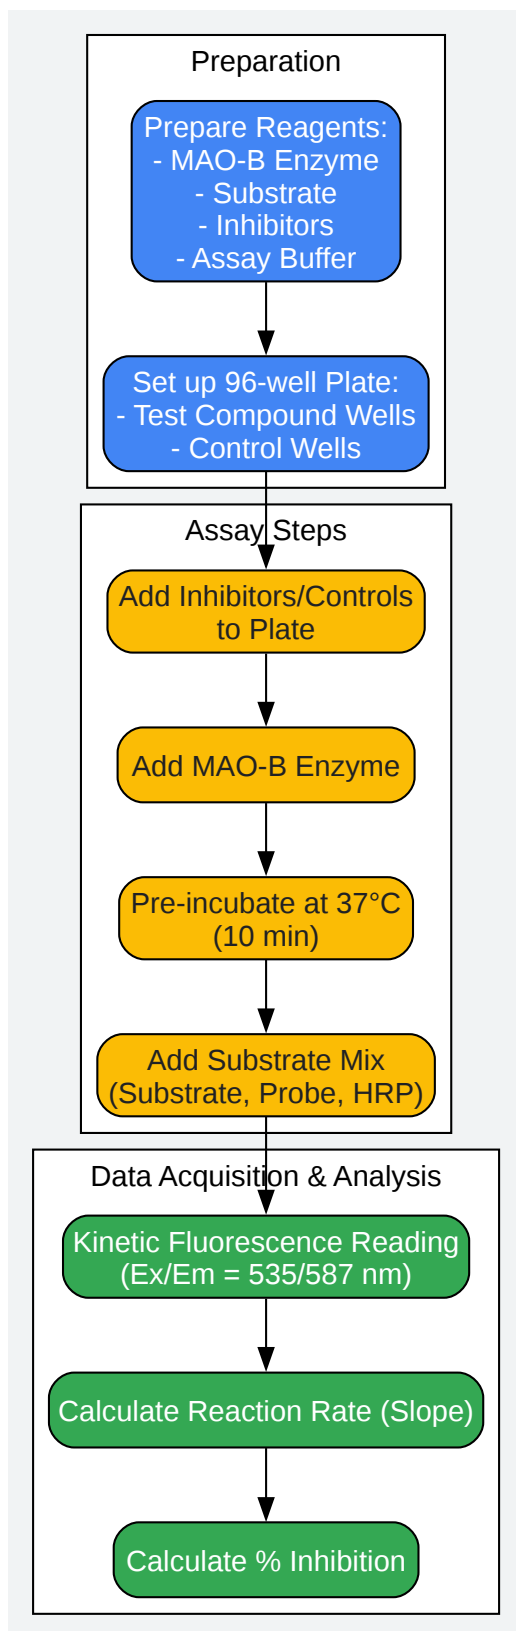 Preparation
Prepare Reagents:
- MAO-B Enzyme
- Substrate
- Inhibitors
- Assay Buffer
Set up 96-well Plate:
- Test Compound Wells
- Control Wells
Assay Steps
Add Inhibitors/Controls
to Plate
Add MAO-B Enzyme
Pre-incubate at 37°C
(10 min)
Add Substrate Mix
(Substrate, Probe, HRP)
Data Acquisition & Analysis
Kinetic Fluorescence Reading
(Ex/Em = 535/587 nm)
Calculate Reaction Rate (Slope)
Calculate % Inhibition